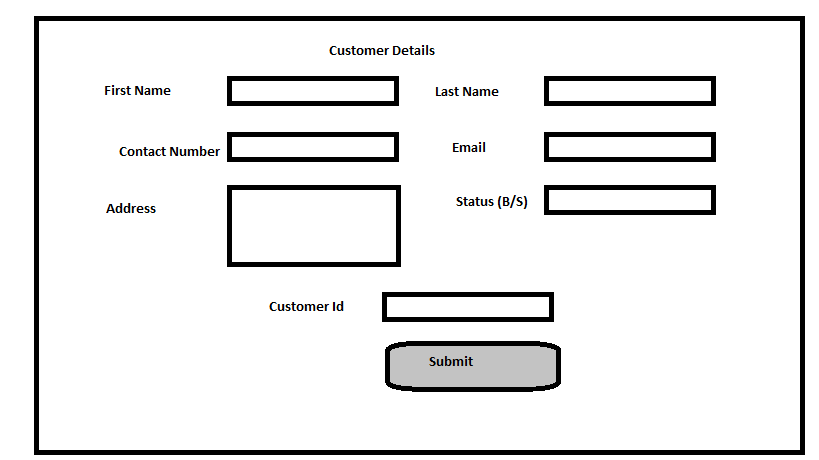 Customer Details
First Name
Last Name
Contact Number
Email
Address
Status (B/S)
Customer Id
Submit